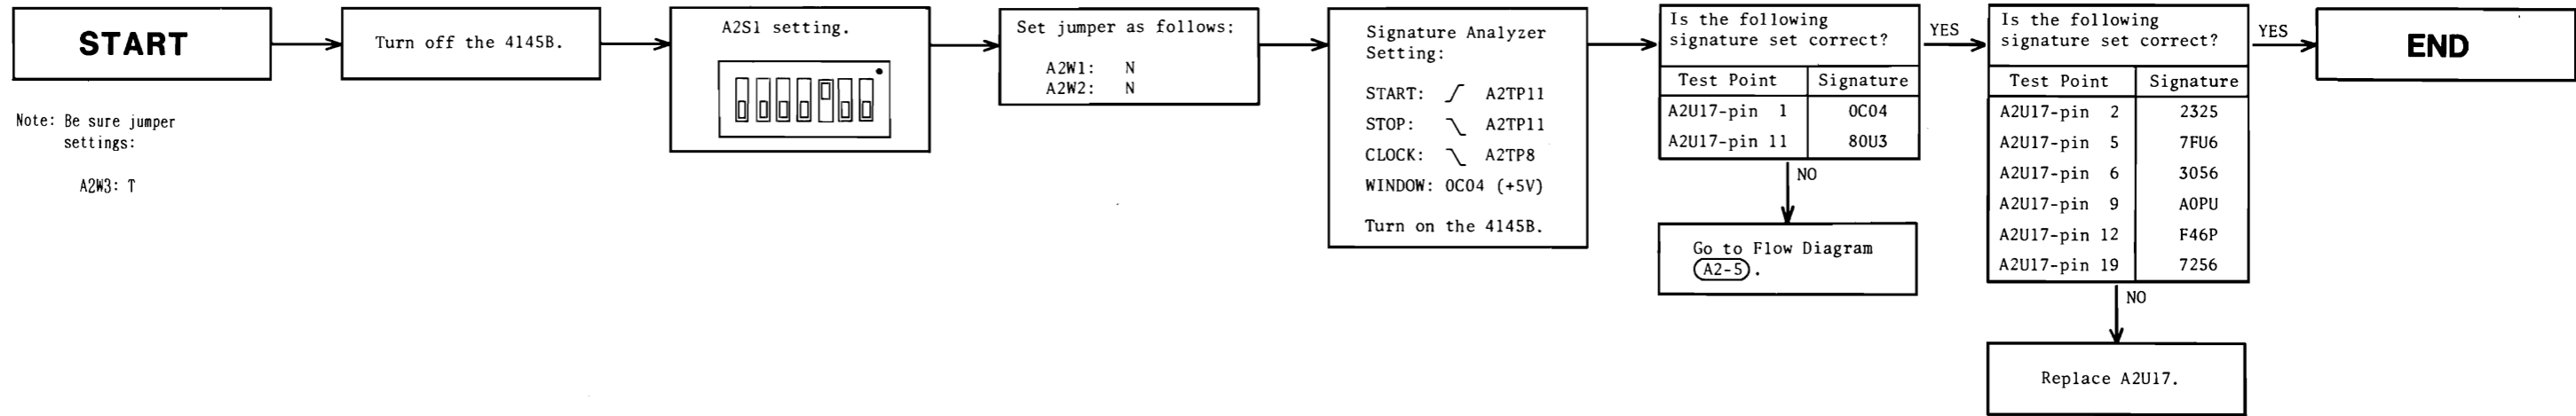 START
Note: Be sure jumper
settings:
A2W3: T
Turn off the 4145B.
A2S1 setting.
Set jumper as follows:
A2W1: N
A2W2: N
Signature Analyzer
Setting:
START: A2TP11
STOP: A2TP11
CLOCK: A2TP8
WINDOW: 0C04 (+5V)
Turn on the 4145B.
Is the following
signature set correct?
Test Point Signature
A2U17-pin 1 0C04
A2U17-pin 11 80U3
YES
NO
Go to Flow Diagram
A2-5.
Is the following
signature set correct?
Test Point Signature
A2U17-pin 2 2325
A2U17-pin 5 7FU6
A2U17-pin 6 3056
A2U17-pin 9 A0PU
A2U17-pin 12 F46P
A2U17-pin 19 7256
YES
NO
Replace A2U17.
END